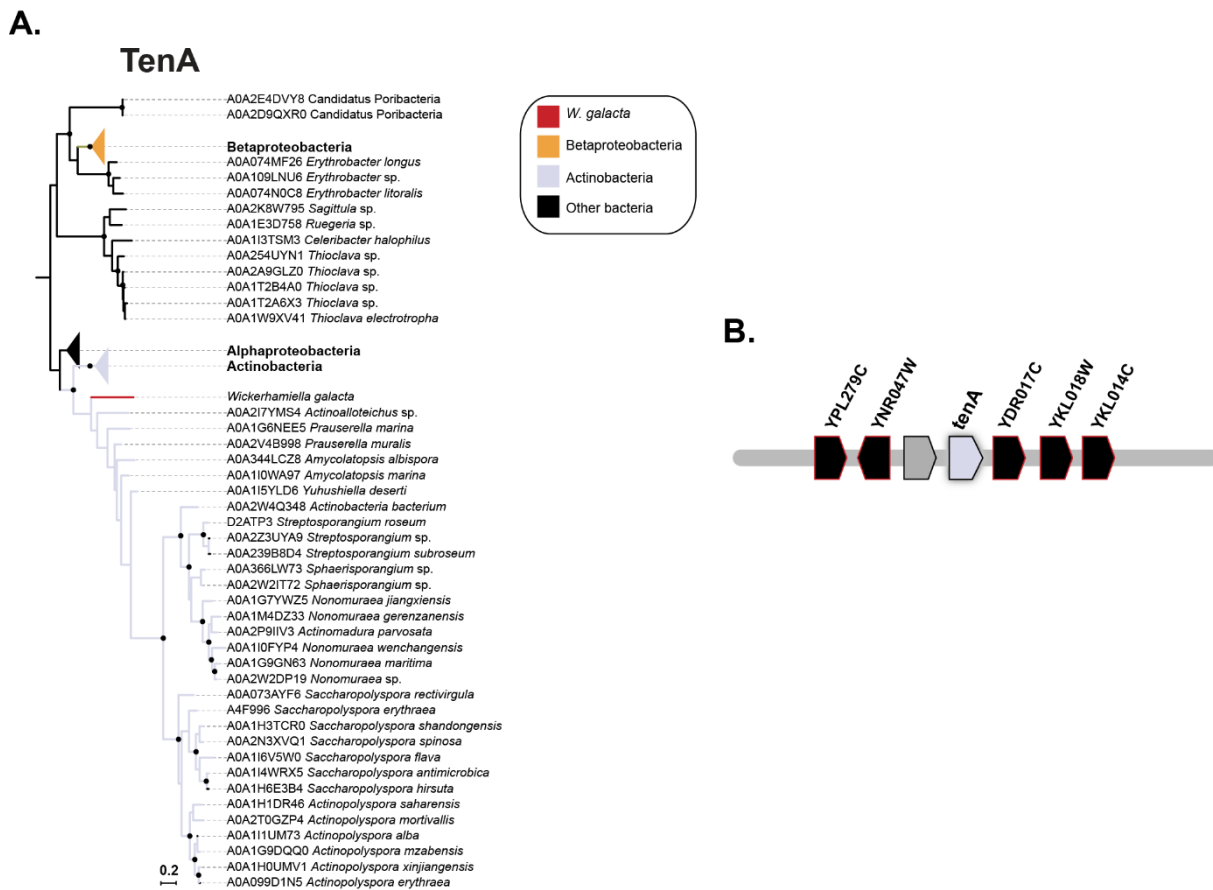 A.
TenA
A0A2E4DVY8 Candidatus Poribacteria
A0A2D9QXR0 Candidatus Poribacteria
Betaproteobacteria
A0A074MF26 Erythrobacter longus
A0A109LNU6 Erythrobacter sp.
A0A074N0C8 Erythrobacter litoralis
A0A2K8W795 Sagittula sp.
A0A1E3D758 Ruegeria sp.
A0A1I3TSM3 Celeribacter halophilus
A0A254UYN1 Thioclava sp.
A0A2A9GLZ0 Thioclava sp.
A0A1T2B4A0 Thioclava sp.
A0A1T2A6X3 Thioclava sp.
A0A1W9XV41 Thioclava electrotropha
Alphaproteobacteria
Actinobacteria
Wickerhamiella galacta
A0A2I7YMS4 Actinoalloteichus sp.
A0A1G6NEE5 Prauserella marina
A0A2V4B998 Prauserella muralis
A0A344LCZ8 Amycolatopsis albispora
A0A1I0WA97 Amycolatopsis marina
A0A1I5YLD6 Yuhushiella deserti
A0A2W4Q348 Actinobacteria bacterium
D2ATP3 Streptosporangium roseum
A0A2Z3UYA9 Streptosporangium sp.
A0A239B8D4 Streptosporangium subroseum
A0A366LW73 Sphaerisporangium sp.
A0A2W2IT72 Sphaerisporangium sp.
A0A1G7YWZ5 Nonomuraea jiangxiensis
A0A1M4DZ33 Nonomuraea gerenzanensis
A0A2P9IIV3 Actinomadura parvosata
A0A1I0FYP4 Nonomuraea wenchangensis
A0A1G9GN63 Nonomuraea maritima
A0A2W2DP19 Nonomuraea sp.
A0A073AYF6 Saccharopolyspora rectivirgula
A4F996 Saccharopolyspora erythraea
A0A1H3TCR0 Saccharopolyspora shandongensis
A0A2N3XVQ1 Saccharopolyspora spinosa
A0A1I6V5W0 Saccharopolyspora flava
A0A1I4WRX5 Saccharopolyspora antimicrobica
A0A1H6E3B4 Saccharopolyspora hirsuta
A0A1H1DR46 Actinopolyspora saharensis
A0A2T0GZP4 Actinopolyspora mortivallis
A0A1I1UM73 Actinopolyspora alba
A0A1G9DQQ0 Actinopolyspora mzabensis
A0A1H0UMV1 Actinopolyspora xinjiangensis
A0A099D1N5 Actinopolyspora erythraea
0.2
W. galacta
Betaproteobacteria
Actinobacteria
Other bacteria
B.
YPL279C
YNR047W
tenA
YDR017C
YKL018W
YKL014C